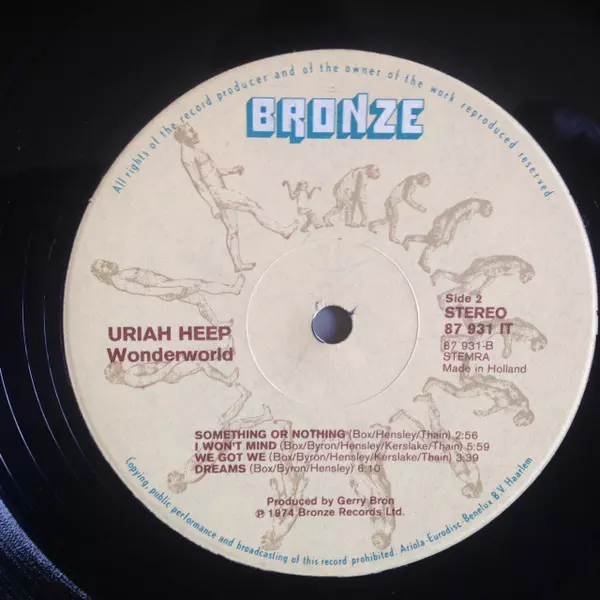 All rights of the record producer and of the owner of the work reproduced reserved
BRONZE
URIAH HEEP
Wonderworld
Side 2
STEREO
87 931 IT
87 931-B
STEMRA
Made in Holland
SOMETHING OR NOTHING (Box/Hensley/Thain) 2:56
I WON'T MIND (Box/Byron/Hensley/Kerslake/Thain) 5:59
WE GOT WE (Box/Byron/Hensley/Kerslake/Thain) 3:39
DREAMS (Box/Byron/Hensley) 6:10
Produced by Gerry Bron
℗ 1974 Bronze Records Ltd.
Copying, public performance and broadcasting of this record prohibited. Ariola-Eurodisc-Benelux B.V. Haarlem